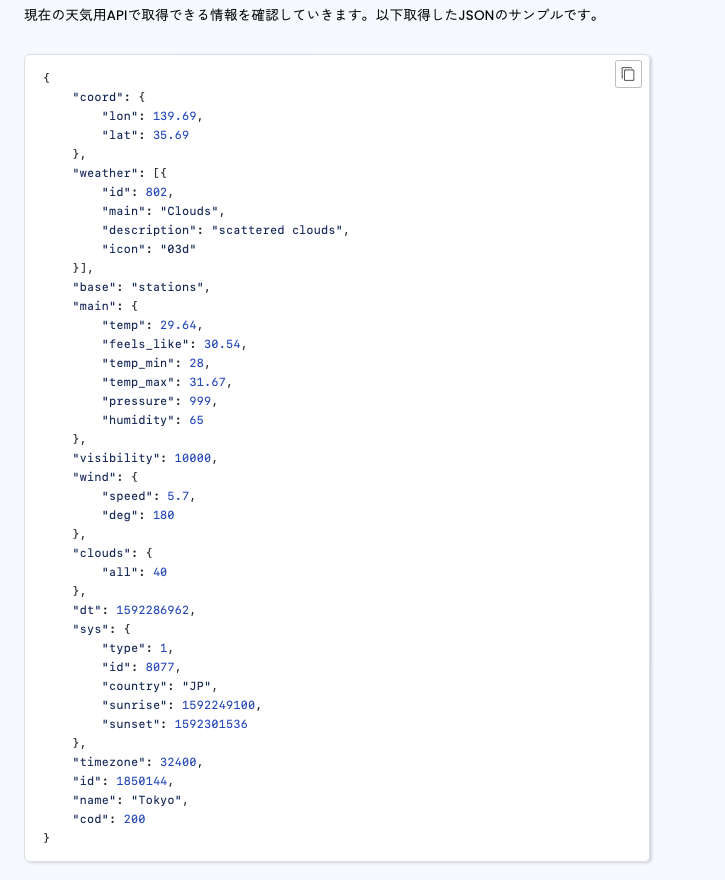 現在の天気用APIで取得できる情報を確認していきます。以下取得したJSONのサンプルです。
{
    "coord": {
        "lon": 139.69,
        "lat": 35.69
    },
    "weather": [{
        "id": 802,
        "main": "Clouds",
        "description": "scattered clouds",
        "icon": "03d"
    }],
    "base": "stations",
    "main": {
        "temp": 29.64,
        "feels_like": 30.54,
        "temp_min": 28,
        "temp_max": 31.67,
        "pressure": 999,
        "humidity": 65
    },
    "visibility": 10000,
    "wind": {
        "speed": 5.7,
        "deg": 180
    },
    "clouds": {
        "all": 40
    },
    "dt": 1592286962,
    "sys": {
        "type": 1,
        "id": 8077,
        "country": "JP",
        "sunrise": 1592249100,
        "sunset": 1592301536
    },
    "timezone": 32400,
    "id": 1850144,
    "name": "Tokyo",
    "cod": 200
}